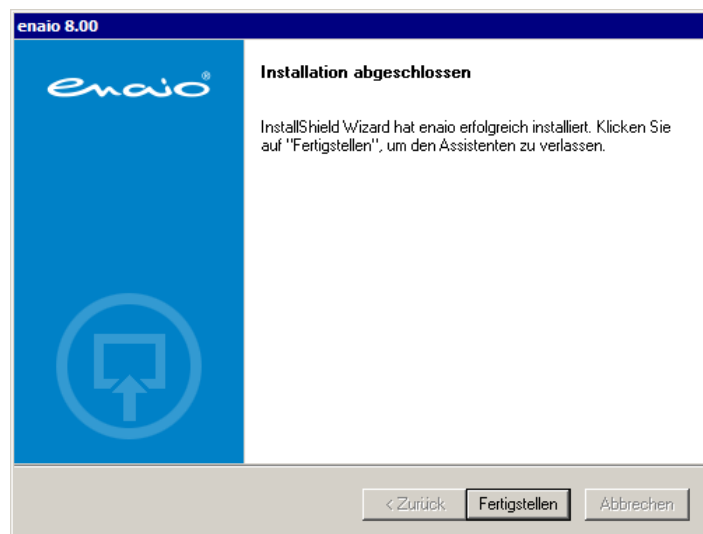 enaio 8.00
enaio®
Installation abgeschlossen
InstallShield Wizard hat enaio erfolgreich installiert. Klicken Sie
auf "Fertigstellen", um den Assistenten zu verlassen.
< Zurück Fertigstellen Abbrechen